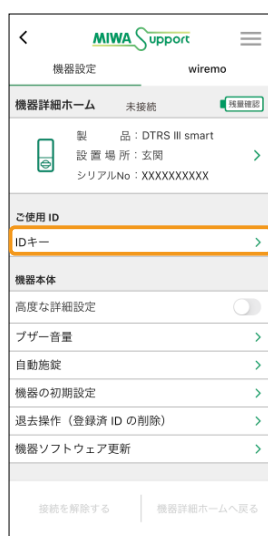 MIWA Support
機器設定 wiremo
機器詳細ホーム 未接続 残量確認
製 品：DTRS III smart
設置場所：玄関
シリアルNo：XXXXXXXXXX
ご使用 ID
IDキー
機器本体
高度な詳細設定
ブザー音量
自動施錠
機器の初期設定
退去操作（登録済 ID の削除）
機器ソフトウェア更新
接続を解除する 機器詳細ホームへ戻る